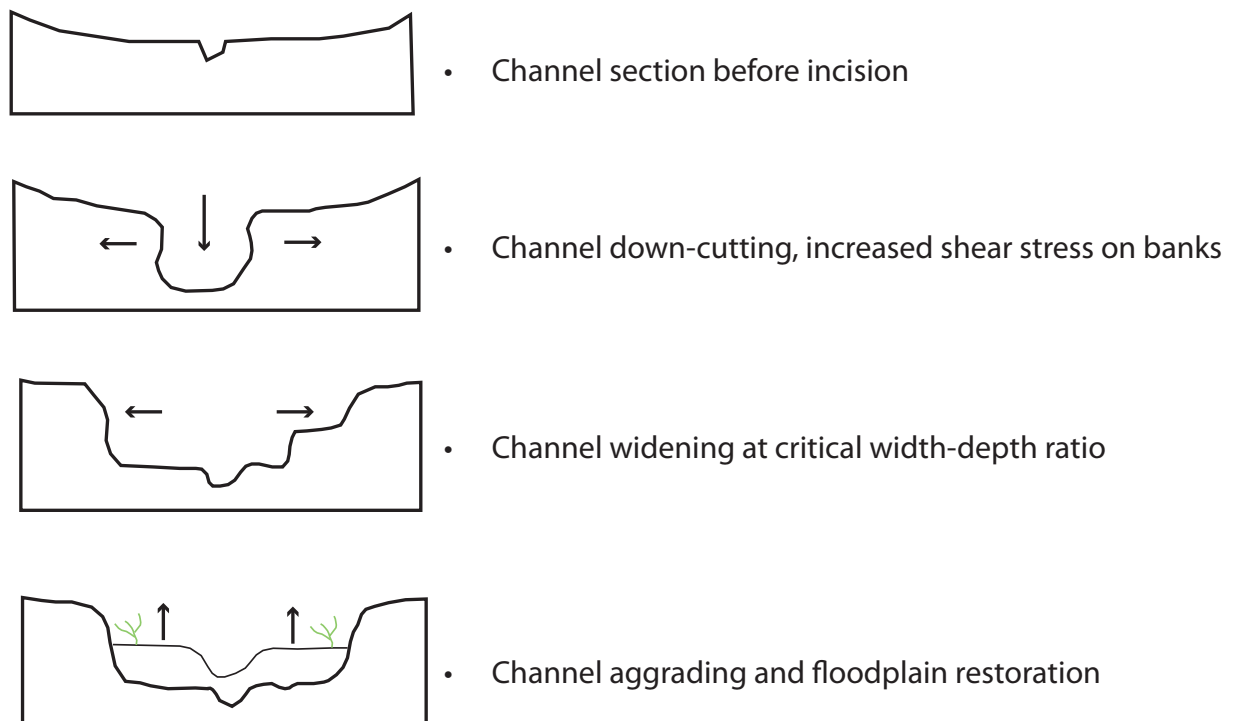 • Channel section before incision
• Channel down-cutting, increased shear stress on banks
• Channel widening at critical width-depth ratio
• Channel aggrading and floodplain restoration